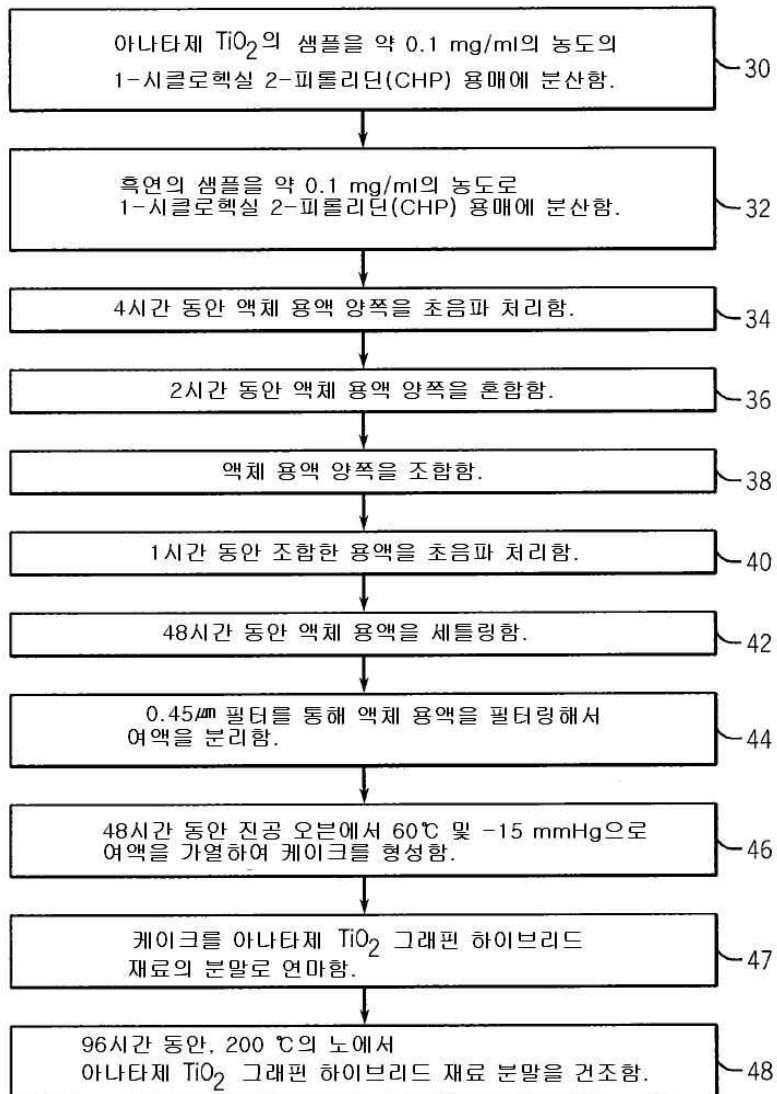 아나타제 TiO2의 샘플을 약 0.1 mg/ml의 농도의
1-시클로헥실 2-피롤리딘(CHP) 용매에 분산함.
30
흑연의 샘플을 약 0.1 mg/ml의 농도로
1-시클로헥실 2-피롤리딘(CHP) 용매에 분산함.
32
4시간 동안 액체 용액 양쪽을 초음파 처리함.
34
2시간 동안 액체 용액 양쪽을 혼합함.
36
액체 용액 양쪽을 조합함.
38
1시간 동안 조합한 용액을 초음파 처리함.
40
48시간 동안 액체 용액을 세틀링함.
42
0.45㎛ 필터를 통해 액체 용액을 필터링해서
여액을 분리함.
44
48시간 동안 진공 오븐에서 60℃ 및 -15 mmHg으로
여액을 가열하여 케이크를 형성함.
46
케이크를 아나타제 TiO2 그래핀 하이브리드
재료의 분말로 연마함.
47
96시간 동안, 200 ℃의 노에서
아나타제 TiO2 그래핀 하이브리드 재료 분말을 건조함.
48